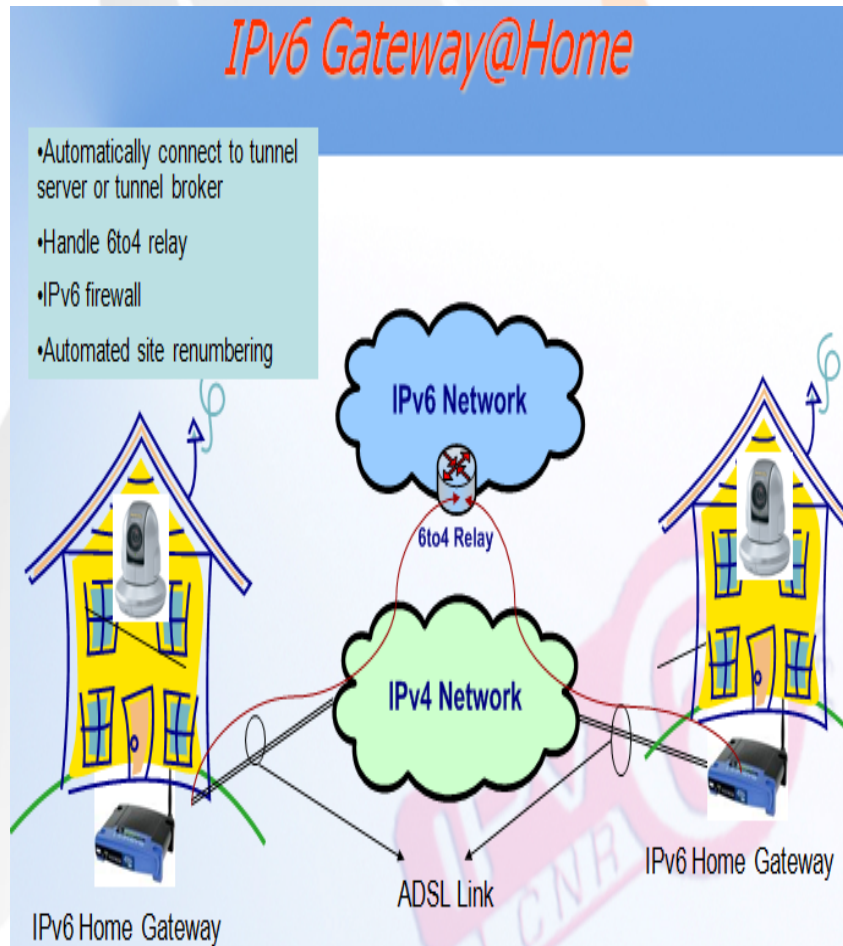 IPv6 Gateway@Home
•Automatically connect to tunnel
server or tunnel broker
•Handle 6to4 relay
•IPv6 firewall
•Automated site renumbering
IPv6 Network
6to4 Relay
IPv4 Network
ADSL Link
IPv6 Home Gateway
IPv6 Home Gateway
CNR